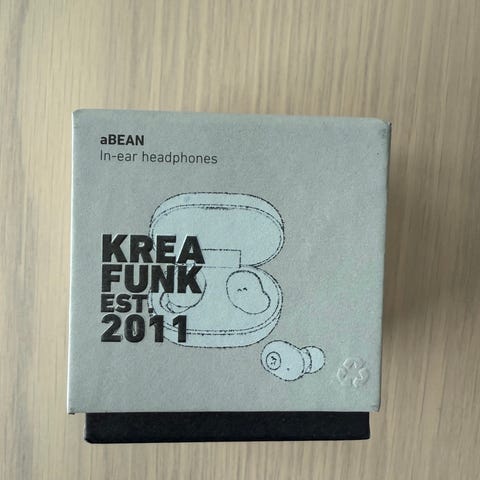 aBEAN
In-ear headphones
KREA
FUNK
EST.
2011